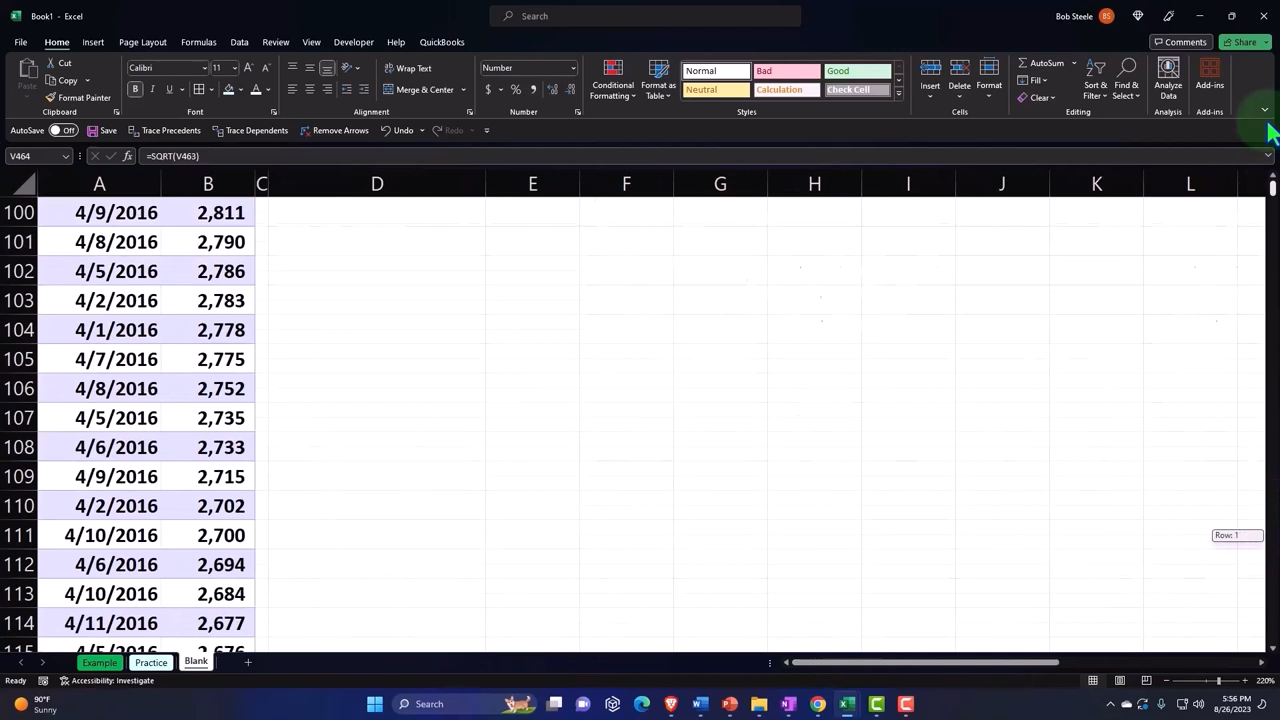 Book1 - Excel
Search
Bob Steele
BS
File Home Insert Page Layout Formulas Data Review View Developer Help QuickBooks
Comments
Share
Paste
Cut
Copy
Format Painter
Clipboard
Calibri
11
B I U
Font
Wrap Text
Merge & Center
Alignment
Number
$ % 9
Number
Conditional Formatting
Format as Table
Normal Bad Good
Neutral Calculation Check Cell
Styles
Insert Delete Format
Cells
AutoSum
Fill
Clear
Sort & Filter
Find & Select
Editing
Analyze Data
Analysis
Add-ins
Add-ins
AutoSave Off Save Trace Precedents Trace Dependents Remove Arrows Undo Redo
V464
fx
=SQRT(V463)
A B C D E F G H I J K L
100 4/9/2016 2,811
101 4/8/2016 2,790
102 4/5/2016 2,786
103 4/2/2016 2,783
104 4/1/2016 2,778
105 4/7/2016 2,775
106 4/8/2016 2,752
107 4/5/2016 2,735
108 4/6/2016 2,733
109 4/9/2016 2,715
110 4/2/2016 2,702
111 4/10/2016 2,700
Row: 1
112 4/6/2016 2,694
113 4/10/2016 2,684
114 4/11/2016 2,677
115 4/5/2016 2,676
Example Practice Blank
Ready
Accessibility: Investigate
220%
90°F
Sunny
Search
5:56 PM
8/26/2023